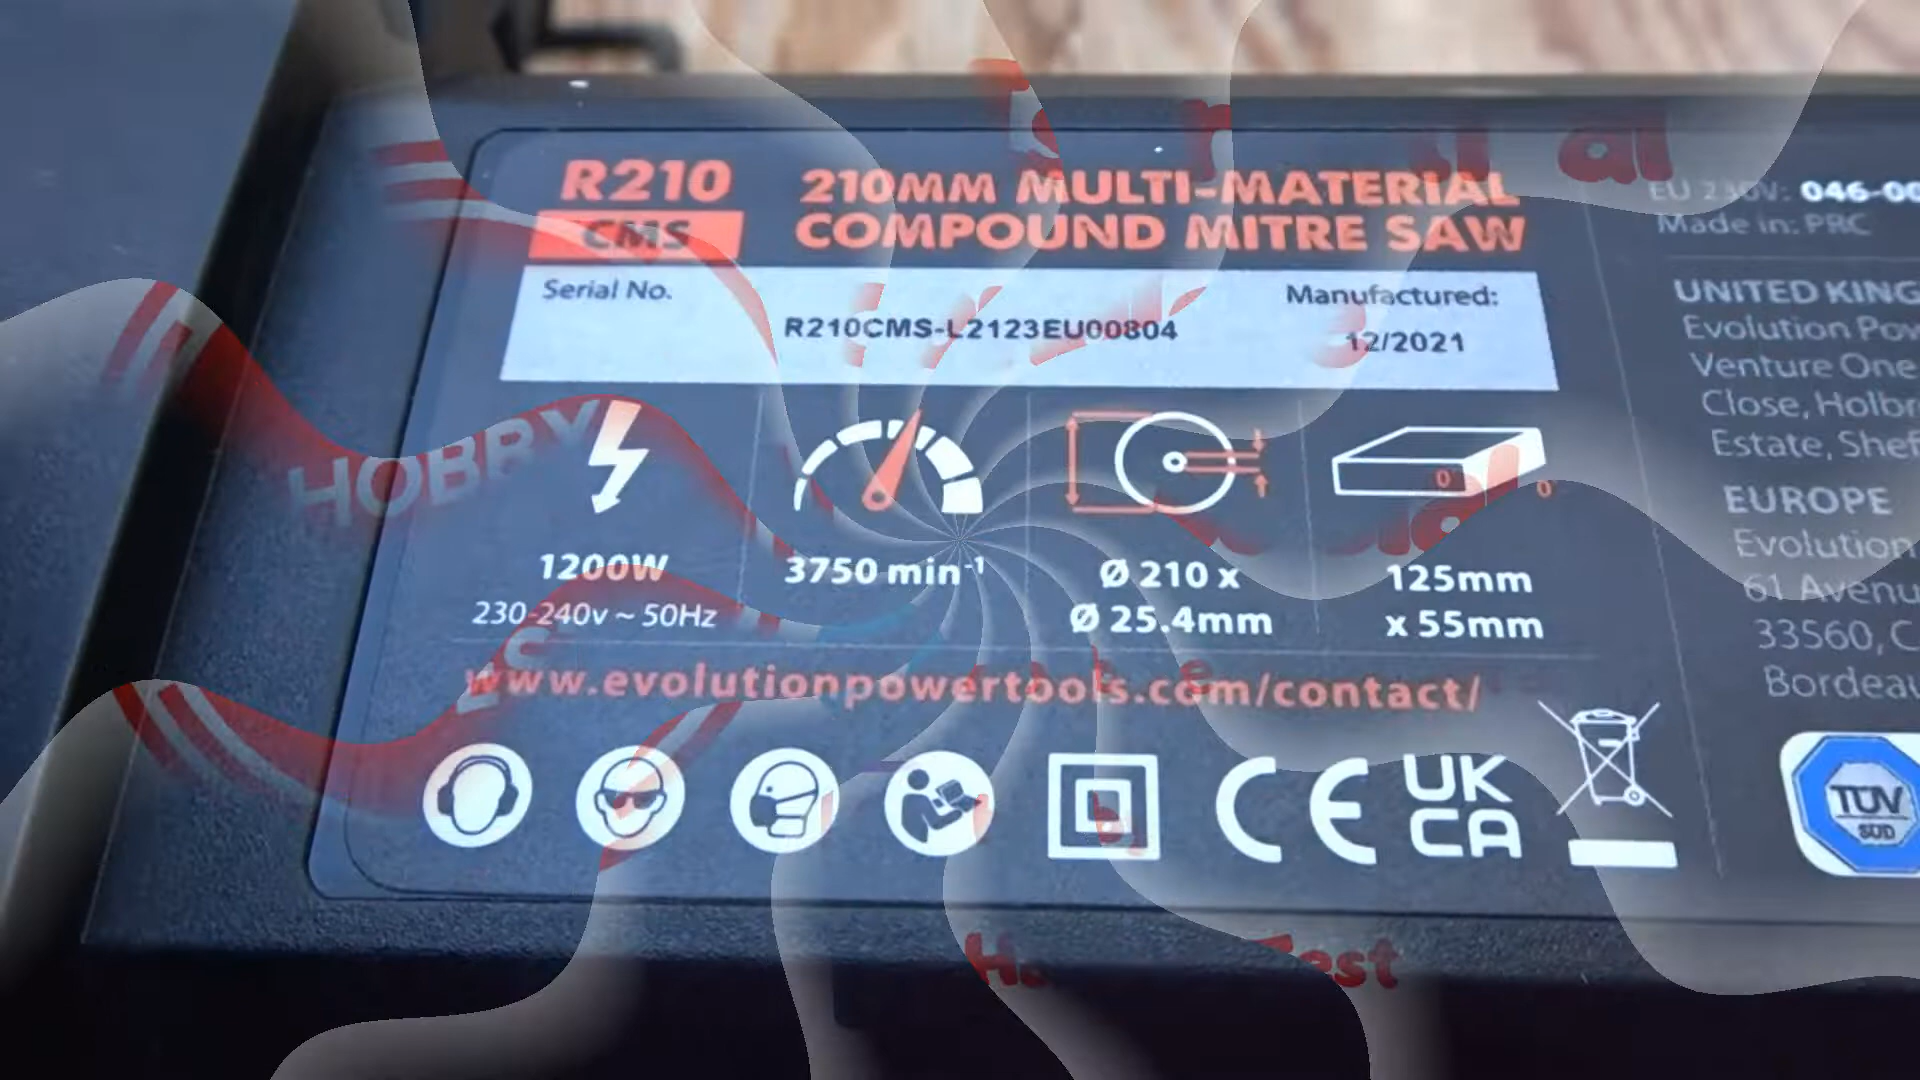 R210
CMS
210MM MULTI-MATERIAL
COMPOUND MITRE SAW
Serial No.
R210CMS-L2123EU00804
Manufactured:
12/2021
1200W
230-240v ~ 50Hz
3750 min-1
Ø 210 x
Ø 25.4mm
0°
0°
125mm
x 55mm
www.evolutionpowertools.com/contact/
CE
UK
CA
EU 230V: 046-00
Made in: PRC
UNITED KING
Evolution Pow
Venture One
Close, Holbr
Estate, Shef
EUROPE
Evolution
61 Avenu
33560, C
Bordeau
TÜV
SÜD
HOBBY